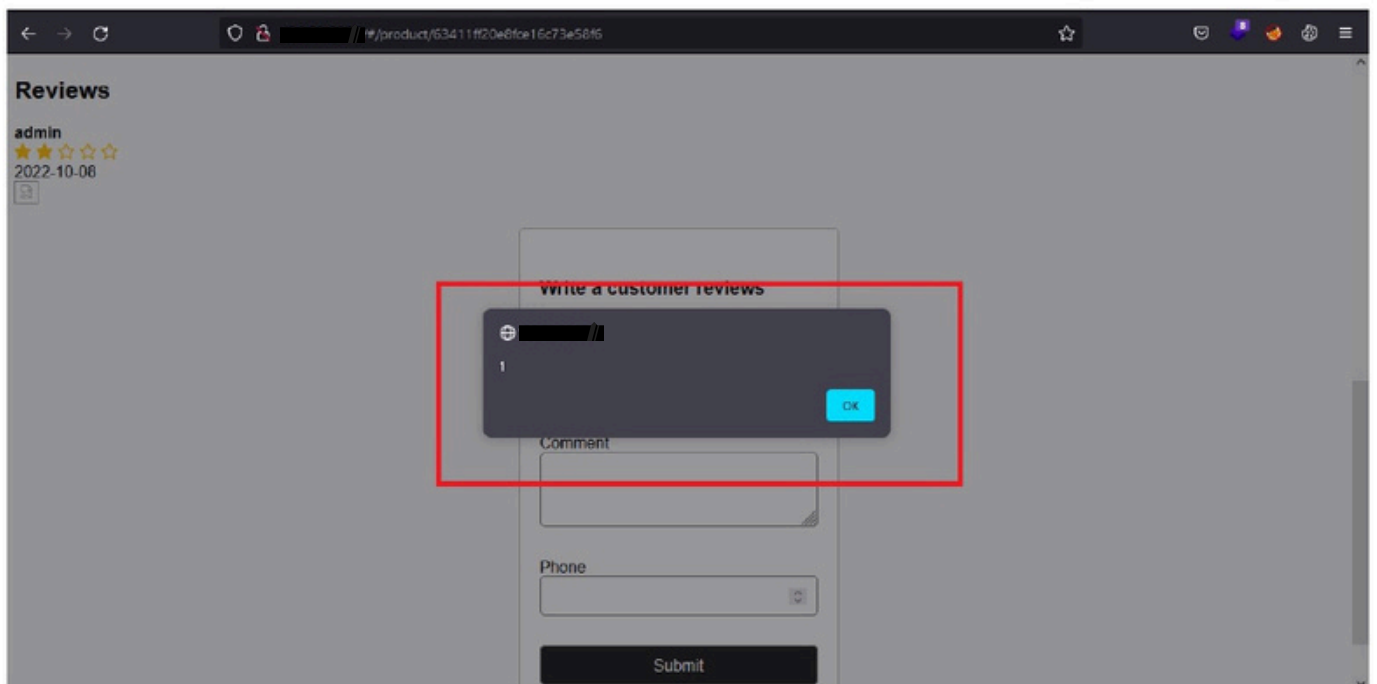 #/product/63411ff20e8fce16c73e58f6
Reviews
admin
2022-10-08
Write a customer reviews
1
OK
Comment
Phone
Submit